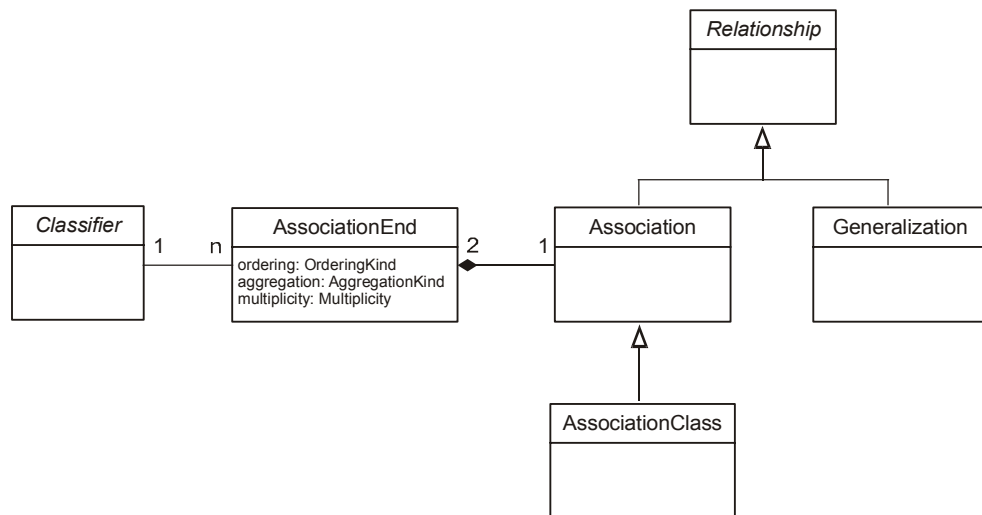 Relationship
Classifier
1
n
AssociationEnd
ordering: OrderingKind
aggregation: AggregationKind
multiplicity: Multiplicity
2
1
Association
Generalization
AssociationClass